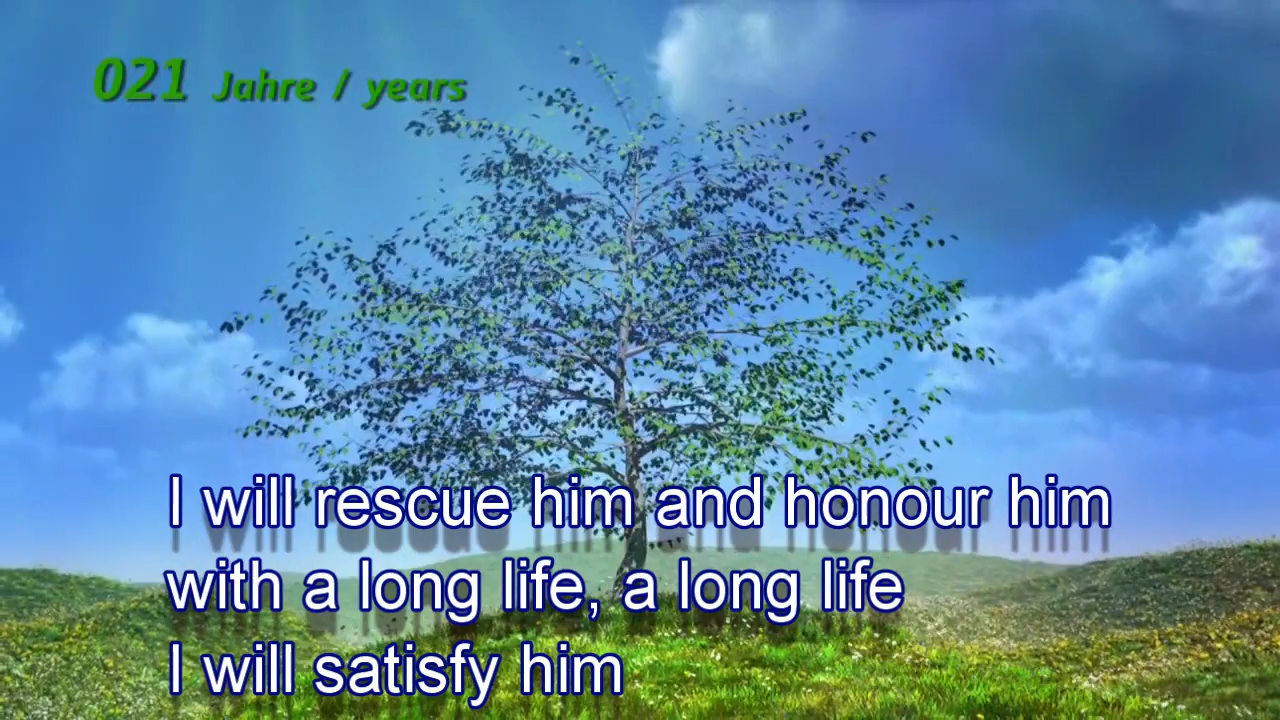 021 Jahre / years
I will rescue him and honour him
with a long life, a long life
I will satisfy him